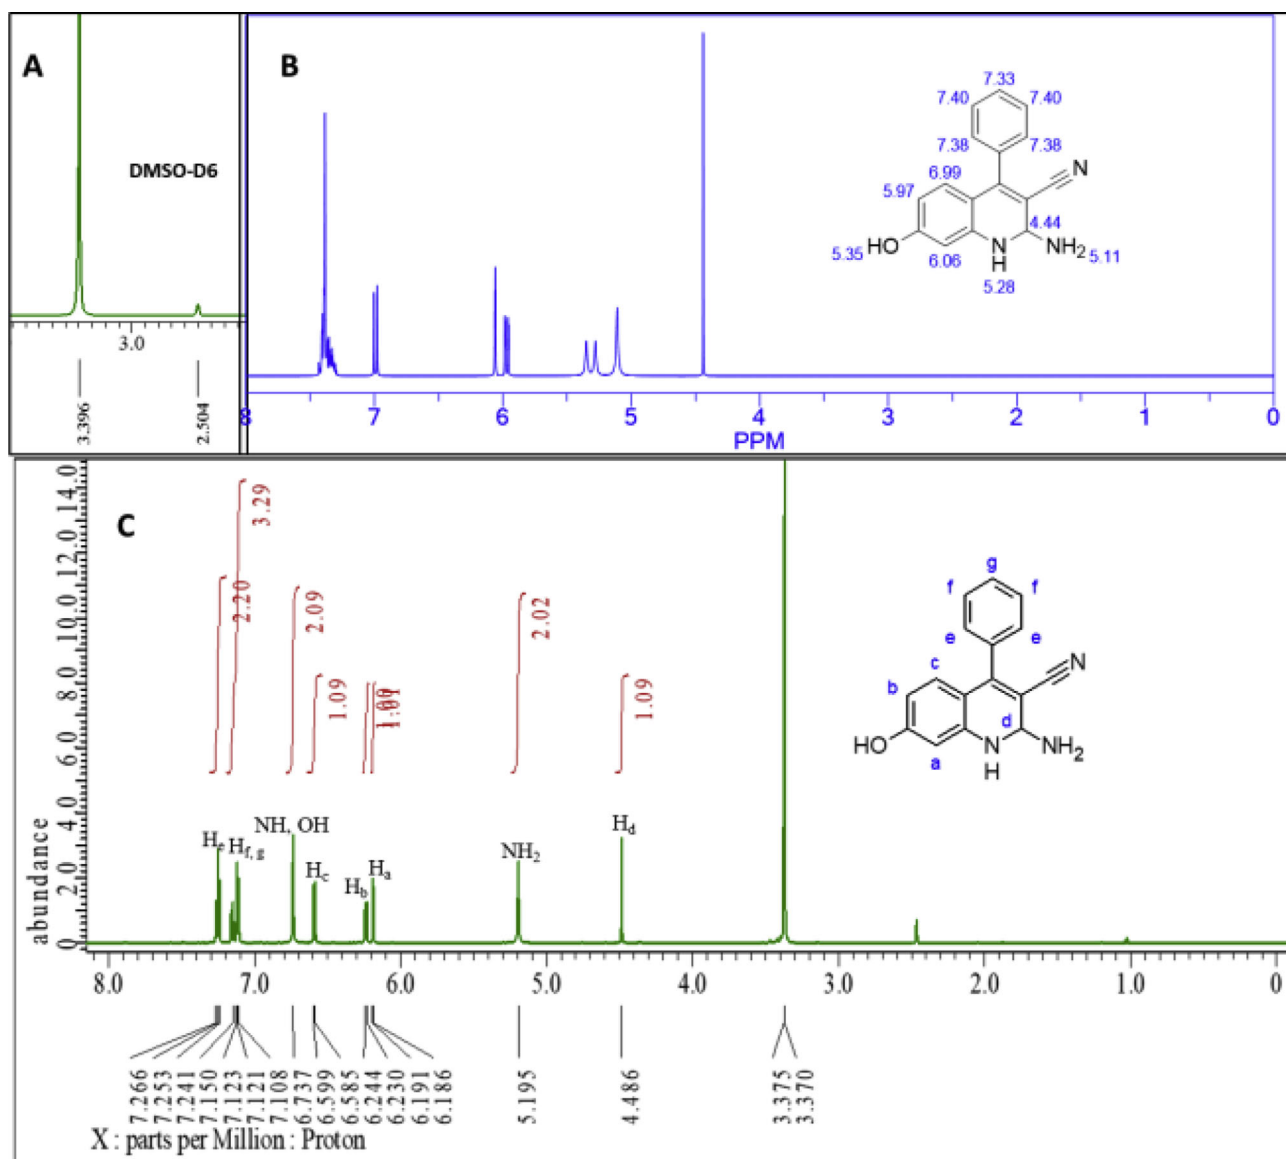 A
DMSO-D6
3.0
3.396
2.504
B
7.33
7.40 7.40
7.38 7.38
6.99
N
5.97
4.44
HO
5.35
6.06
N
H
NH2
5.11
5.28
8 7 6 5 4 3 2 1 0
PPM
C
abundance
14.0
12.0
10.0
8.0
6.0
4.0
2.0
0
2.20
3.29
2.09
1.09
1.00
1.01
2.02
1.09
He
Hf, g
NH, OH
Hc
Hb
Ha
NH2
Hd
g
f f
e e
c
N
b
d
HO
a
N
H
NH2
8.0 7.0 6.0 5.0 4.0 3.0 2.0 1.0 0
7.266
7.253
7.241
7.150
7.123
7.121
7.108
6.737
6.599
6.585
6.244
6.230
6.191
6.186
5.195
4.486
3.375
3.370
X : parts per Million : Proton